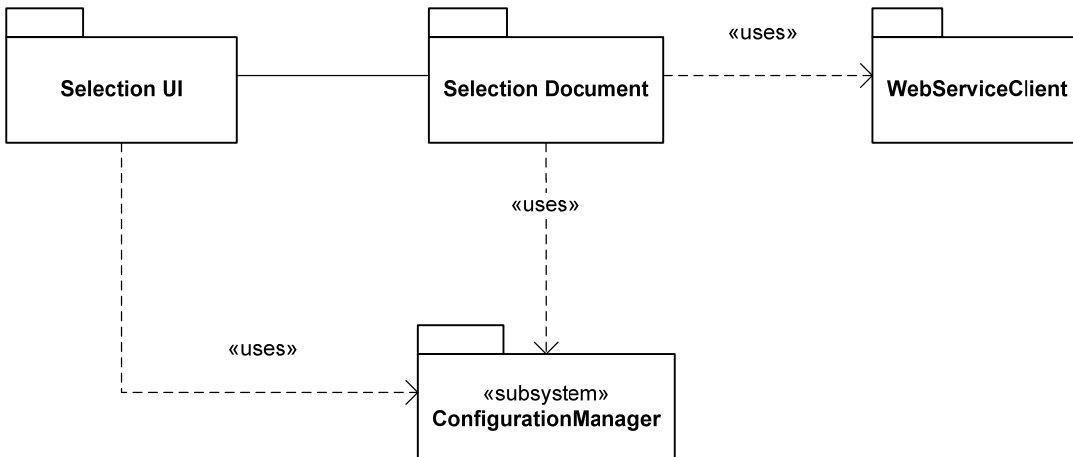 «uses»
Selection UI
Selection Document
WebServiceClient
«uses»
«uses»
«subsystem»
ConfigurationManager